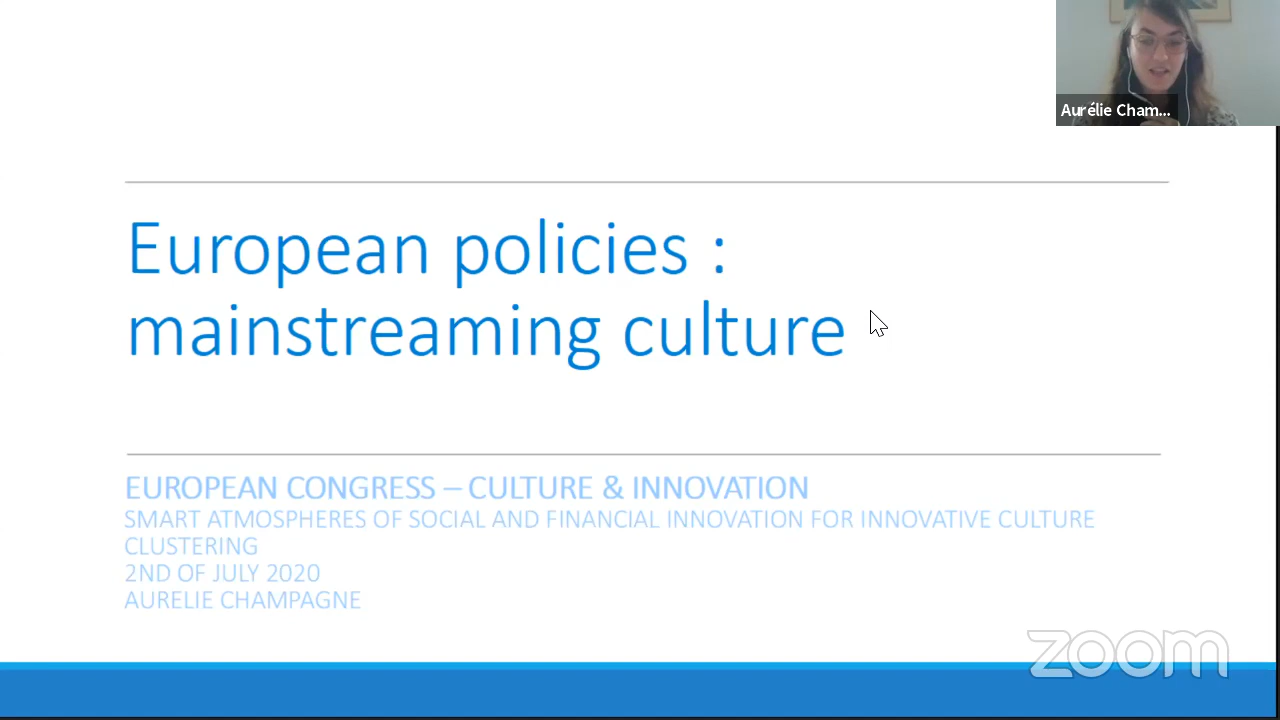 Aurélie Cham...
European policies :
mainstreaming culture
EUROPEAN CONGRESS – CULTURE & INNOVATION
SMART ATMOSPHERES OF SOCIAL AND FINANCIAL INNOVATION FOR INNOVATIVE CULTURE
CLUSTERING
2ND OF JULY 2020
AURELIE CHAMPAGNE
zoom